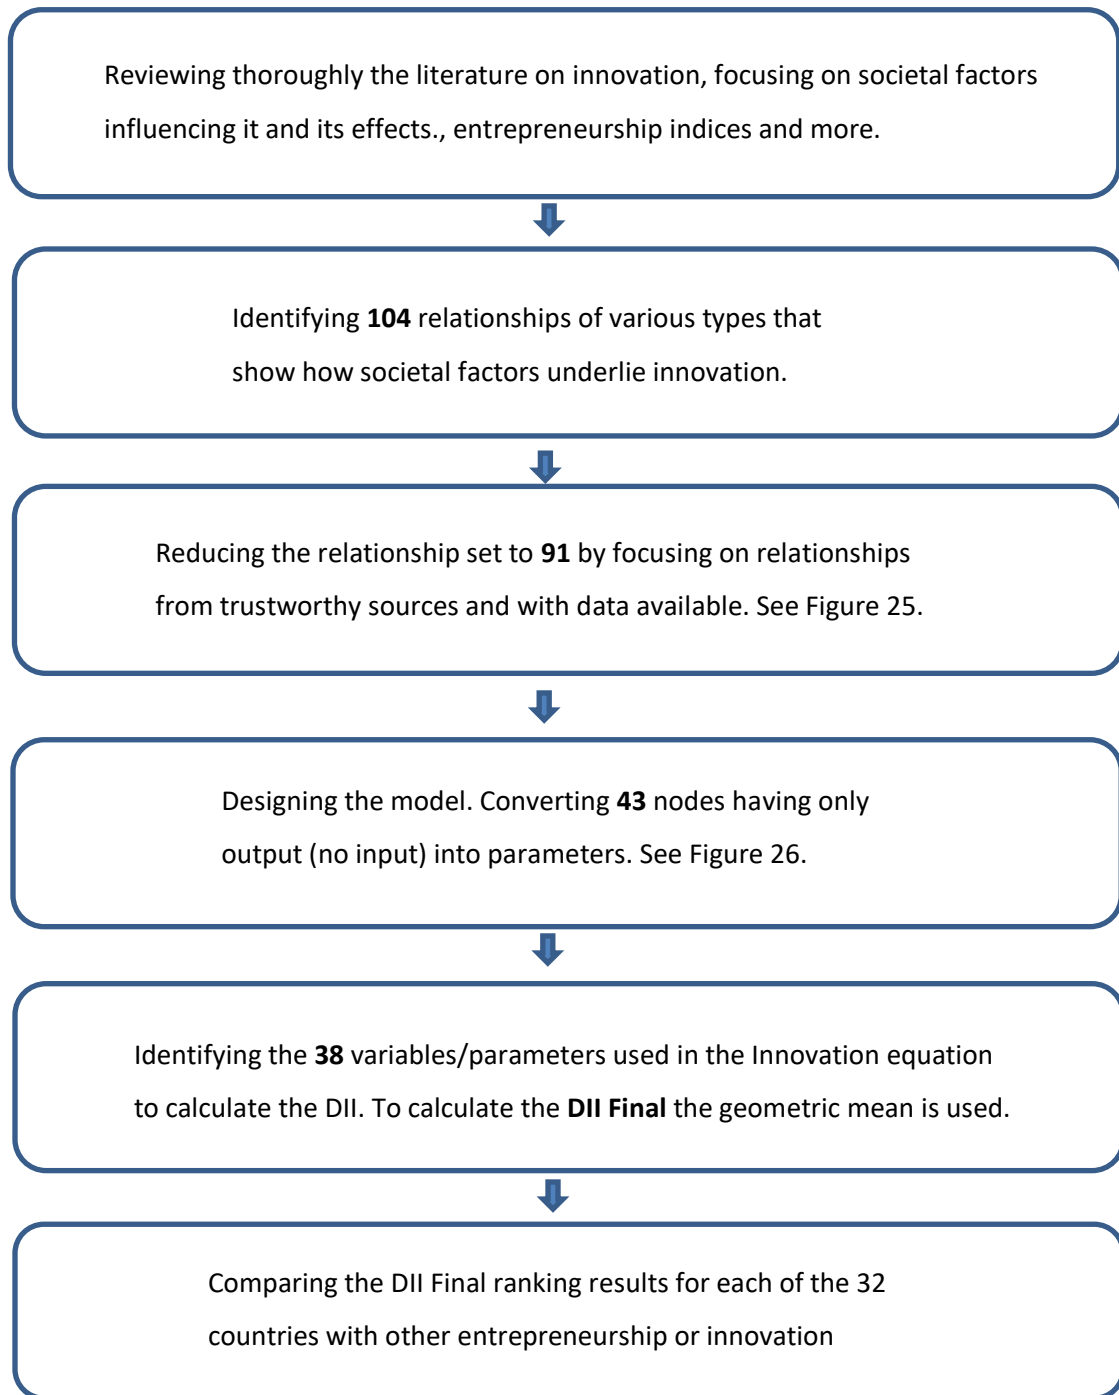 Reviewing thoroughly the literature on innovation, focusing on societal factors
influencing it and its effects., entrepreneurship indices and more.
Identifying 104 relationships of various types that
show how societal factors underlie innovation.
Reducing the relationship set to 91 by focusing on relationships
from trustworthy sources and with data available. See Figure 25.
Designing the model. Converting 43 nodes having only
output (no input) into parameters. See Figure 26.
Identifying the 38 variables/parameters used in the Innovation equation
to calculate the DII. To calculate the DII Final the geometric mean is used.
Comparing the DII Final ranking results for each of the 32
countries with other entrepreneurship or innovation